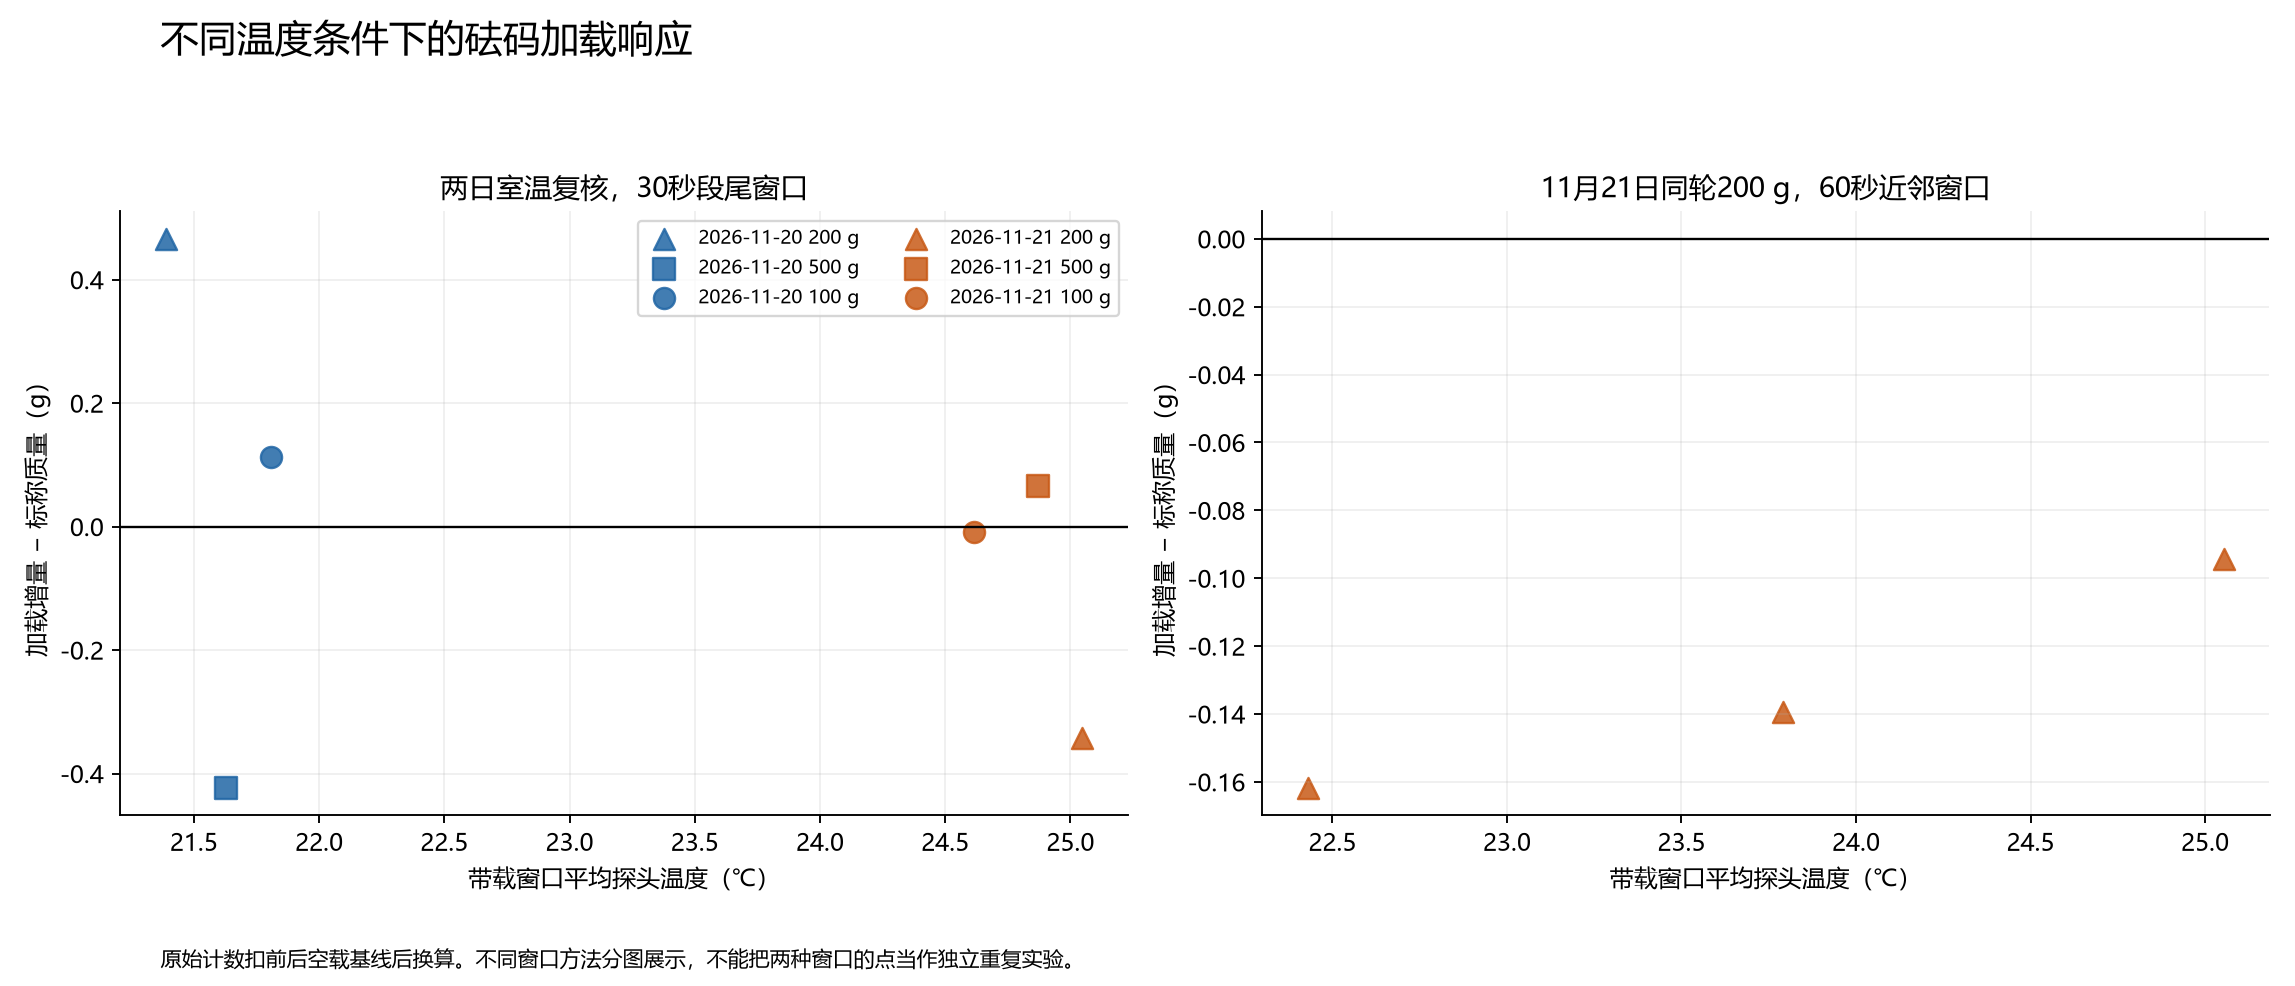 不同温度条件下的砝码加载响应
两日室温复核，30秒段尾窗口
2026-11-20 200 g
2026-11-20 500 g
2026-11-20 100 g
2026-11-21 200 g
2026-11-21 500 g
2026-11-21 100 g
加载增量 − 标称质量（g）
0.4
0.2
0.0
-0.2
-0.4
21.5 22.0 22.5 23.0 23.5 24.0 24.5 25.0
带载窗口平均探头温度（℃）
11月21日同轮200 g，60秒近邻窗口
加载增量 − 标称质量（g）
0.00
-0.02
-0.04
-0.06
-0.08
-0.10
-0.12
-0.14
-0.16
22.5 23.0 23.5 24.0 24.5 25.0
带载窗口平均探头温度（℃）
原始计数扣前后空载基线后换算。不同窗口方法分图展示，不能把两种窗口的点当作独立重复实验。